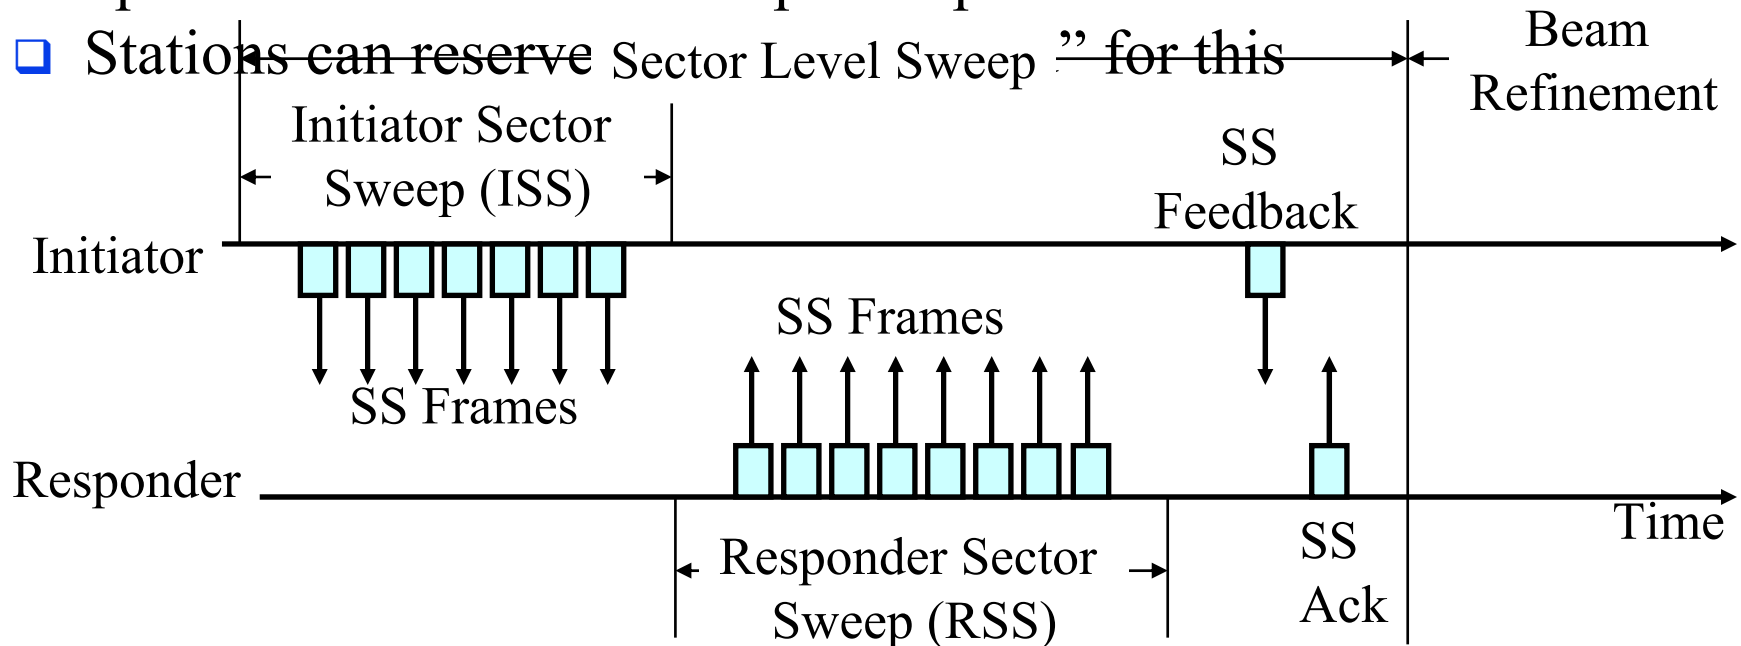 Stations can reserve ” for this
Sector Level Sweep
Beam
Refinement
Initiator Sector
Sweep (ISS)
SS
Feedback
Initiator
SS Frames
SS Frames
Responder
Time
Responder Sector
Sweep (RSS)
SS
Ack